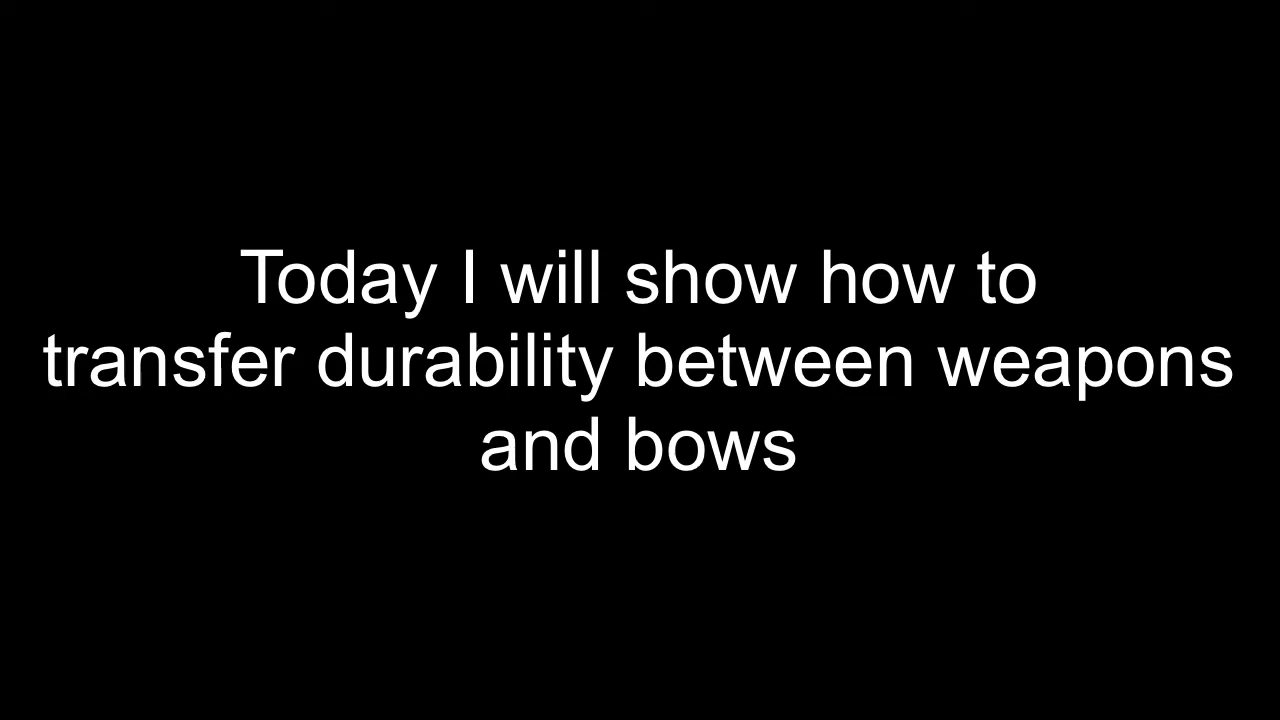 Today I will show how to
transfer durability between weapons
and bows